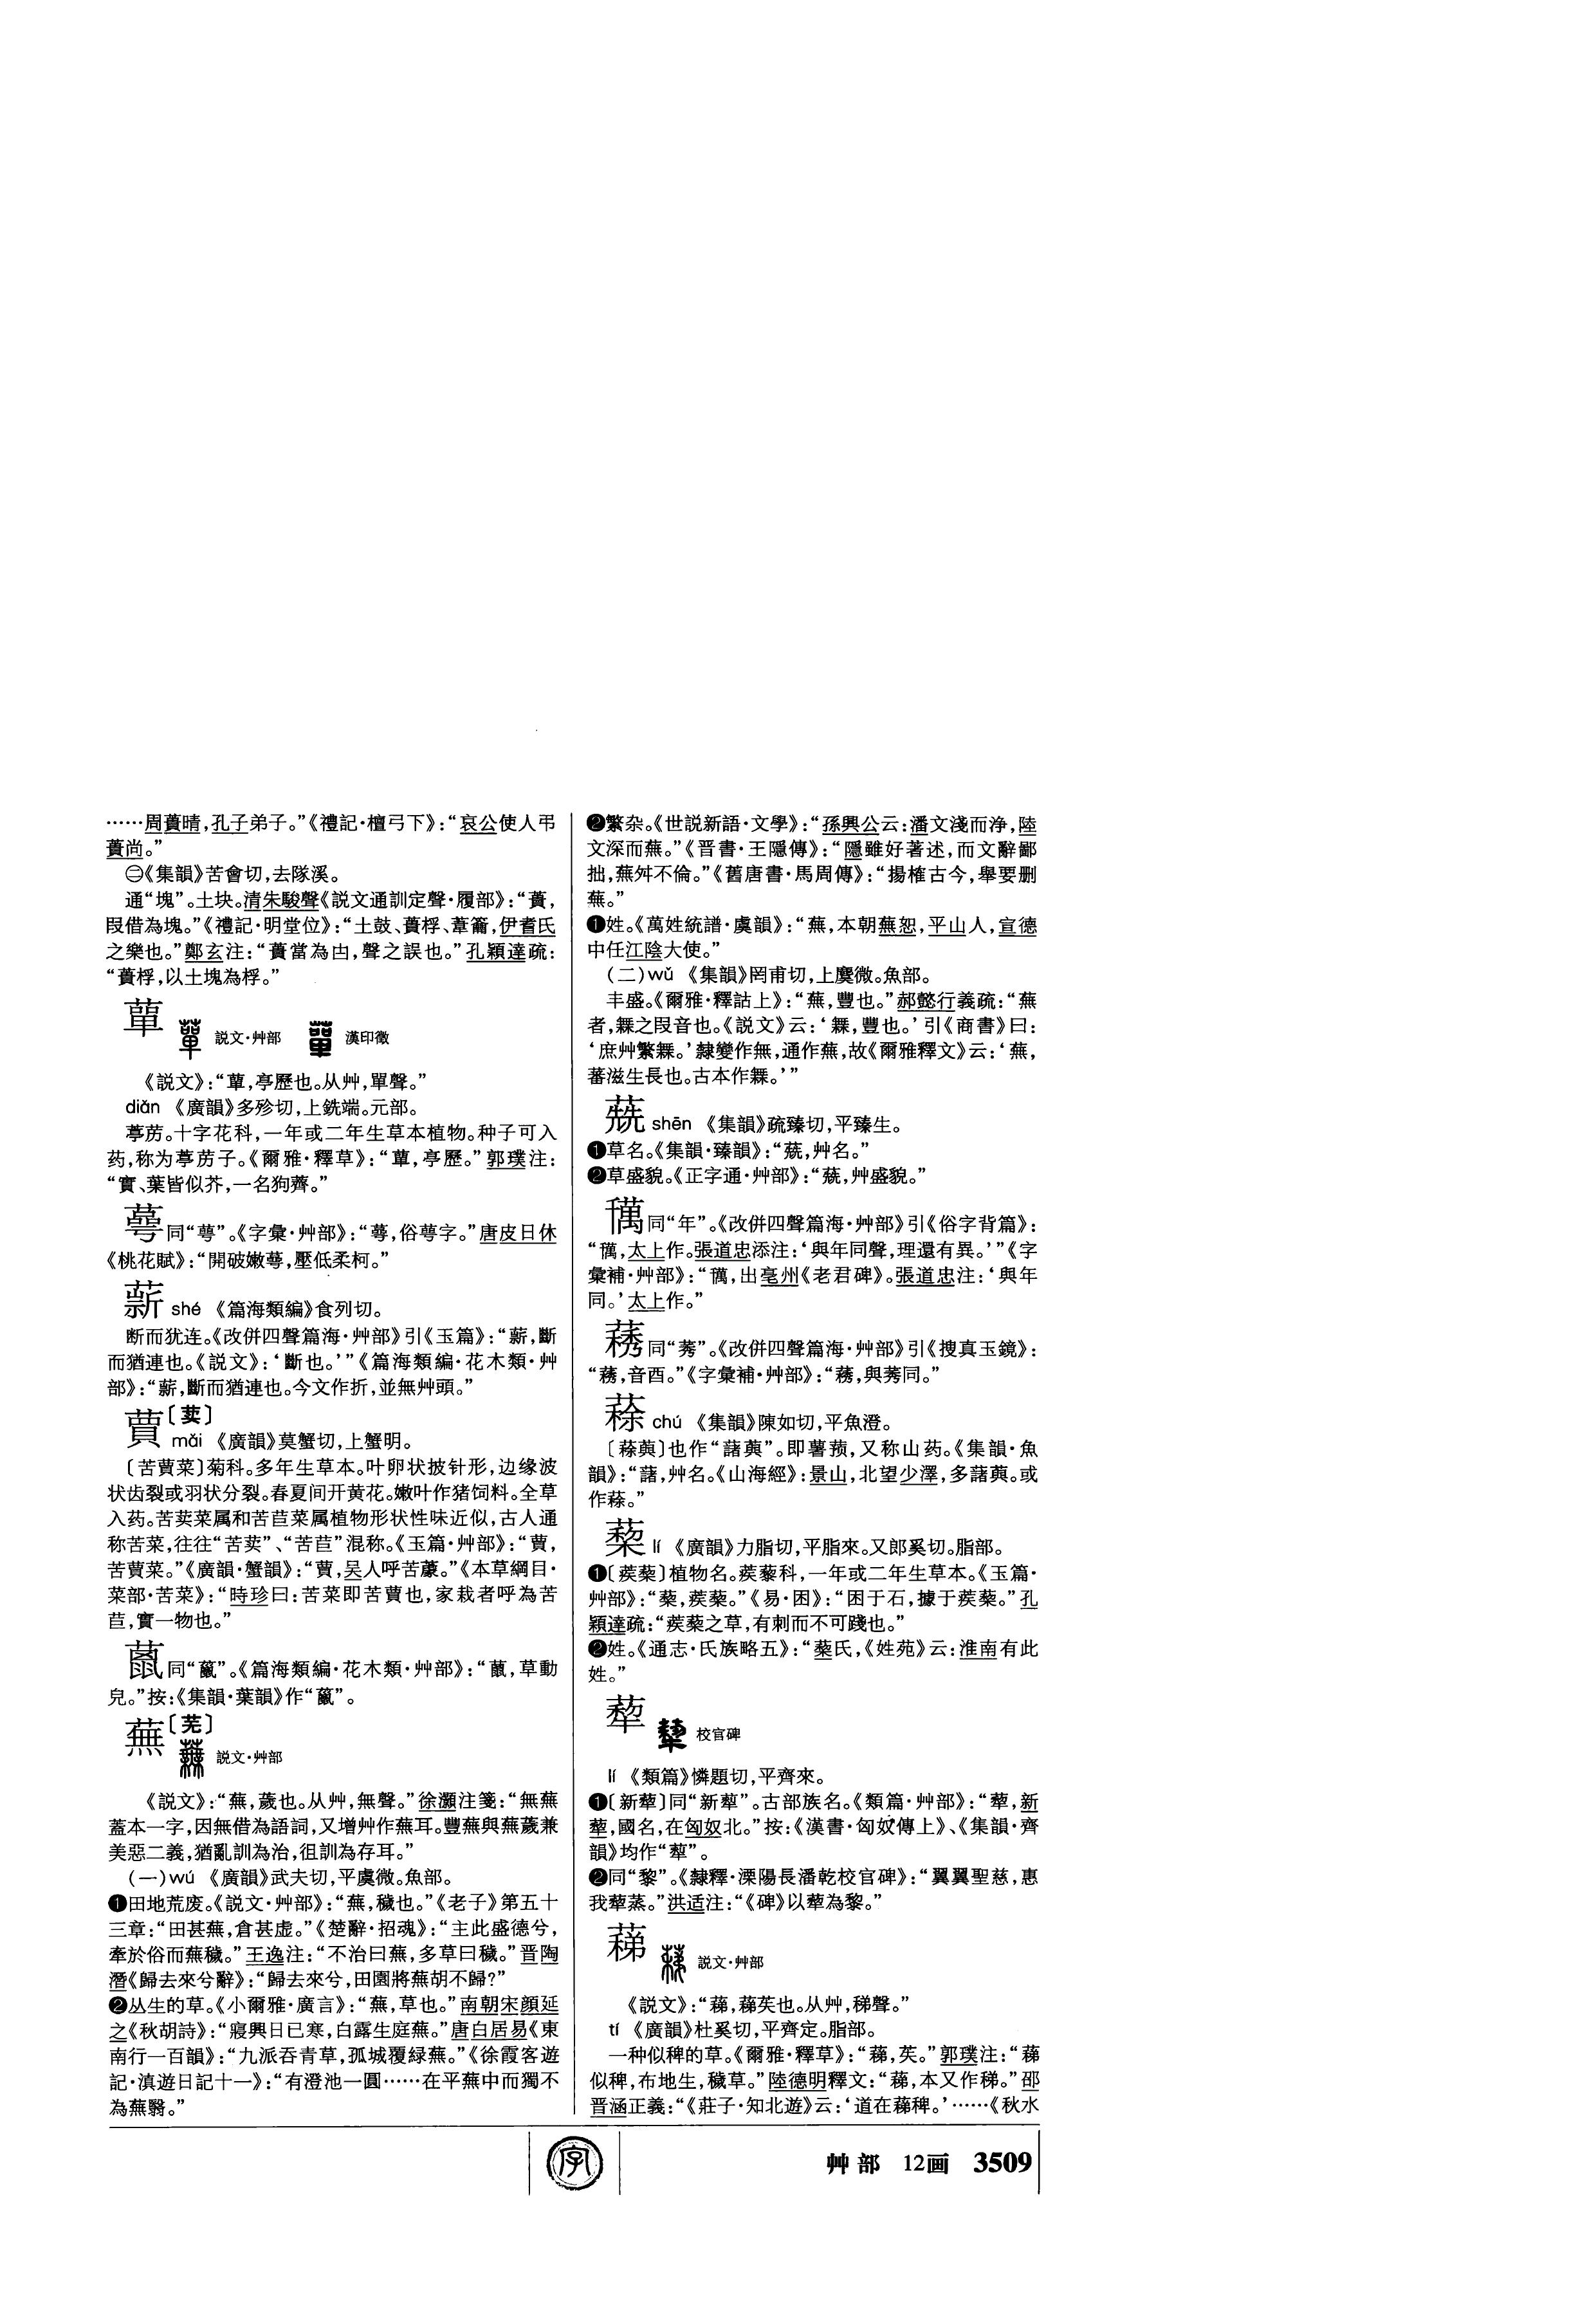 ……周蕢晴，孔子弟子。”《禮記·檀弓下》：“哀公使人弔
蕢尚。”
㊂《集韻》苦會切，去隊溪。
通“塊”。土块。清朱駿聲《説文通訓定聲·履部》：“蕢，
叚借為塊。”《禮記·明堂位》：“土鼓、蕢桴、葦籥，伊耆氏
之樂也。”鄭玄注：“蕢當為凷，聲之誤也。”孔穎達疏：
“蕢桴，以土塊為桴。”
蕇 説文·艸部 漢印徵
《説文》：“蕇，亭歷也。从艸，單聲。”
diǎn 《廣韻》多殄切，上銑端。元部。
葶苈。十字花科，一年或二年生草本植物。种子可入
药，称为葶苈子。《爾雅·釋草》：“蕇，亭歷。”郭璞注：
“實、葉皆似芥，一名狗薺。”
蕚同“萼”。《字彙·艸部》：“蕚，俗萼字。”唐皮日休
《桃花賦》：“開破嫩蕚，壓低柔柯。”
shé 《篇海類編》食列切。
断而犹连。《改併四聲篇海·艸部》引《玉篇》：“，斷
而猶連也。《説文》：‘斷也。’”《篇海類編·花木類·艸
部》：“，斷而猶連也。今文作折，並無艸頭。”
蕒〔荬〕
mǎi 《廣韻》莫蟹切，上蟹明。
〔苦蕒菜〕菊科。多年生草本。叶卵状披针形，边缘波
状齿裂或羽状分裂。春夏间开黄花。嫩叶作猪饲料。全草
入药。苦荬菜属和苦苣菜属植物形状性味近似，古人通
称苦菜，往往“苦荬”、“苦苣”混称。《玉篇·艸部》：“蕒，
苦蕒菜。”《廣韻·蟹韻》：“蕒，吴人呼苦䕳。”《本草綱目·
菜部·苦菜》：“時珍曰：苦菜即苦蕒也，家栽者呼為苦
苣，實一物也。”
同“”。《篇海類編·花木類·艸部》：“，草動
皃。”按：《集韻·葉韻》作“”。
蕪〔芜〕
説文·艸部
《説文》：“蕪，薉也。从艸，無聲。”徐灝注箋：“無蕪
蓋本一字，因無借為語詞，又增艸作蕪耳。豐蕪與蕪薉兼
美惡二義，猶亂訓為治，徂訓為存耳。”
（一）wú 《廣韻》武夫切，平虞微。魚部。
❶田地荒废。《説文·艸部》：“蕪，穢也。”《老子》第五十
三章：“田甚蕪，倉甚虚。”《楚辭·招魂》：“主此盛德兮，
牽於俗而蕪穢。”王逸注：“不治曰蕪，多草曰穢。”晋陶
潛《歸去來兮辭》：“歸去來兮，田園將蕪胡不歸？”
❷丛生的草。《小爾雅·廣言》：“蕪，草也。”南朝宋顔延
之《秋胡詩》：“寢興日已寒，白露生庭蕪。”唐白居易《東
南行一百韻》：“九派吞青草，孤城覆緑蕪。”《徐霞客遊
記·滇遊日記十一》：“有澄池一圓……在平蕪中而獨不
為蕪翳。”
❷繁杂。《世説新語·文學》：“孫興公云：潘文淺而净，陸
文深而蕪。”《晋書·王隱傳》：“隱雖好著述，而文辭鄙
拙，蕪舛不倫。”《舊唐書·馬周傳》：“揚榷古今，舉要删
蕪。”
❶姓。《萬姓統譜·虞韻》：“蕪，本朝蕪恕，平山人，宣德
中任江陰大使。”
（二）wǔ 《集韻》罔甫切，上麌微。魚部。
丰盛。《爾雅·釋詁上》：“蕪，豐也。”郝懿行義疏：“蕪
者，橆之叚音也。《説文》云：‘橆，豐也。’引《商書》曰：
‘庶艸繁橆。’隸變作無，通作蕪，故《爾雅釋文》云：‘蕪，
蕃滋生長也。古本作橆。’”
shēn 《集韻》疏臻切，平臻生。
❶草名。《集韻·臻韻》：“，艸名。”
❷草盛貌。《正字通·艸部》：“，艸盛貌。”
同“年”。《改併四聲篇海·艸部》引《俗字背篇》：
“，太上作。張道忠添注：‘與年同聲，理還有異。’”《字
彙補·艸部》：“，出亳州《老君碑》。張道忠注：‘與年
同。’太上作。”
同“莠”。《改併四聲篇海·艸部》引《搜真玉鏡》：
“，音酉。”《字彙補·艸部》：“，與莠同。”
chú 《集韻》陳如切，平魚澄。
〔藇〕也作“藷藇”。即薯蓣，又称山药。《集韻·魚
韻》：“藷，艸名。《山海經》：景山，北望少澤，多藷藇。或
作。”
蔾 lí 《廣韻》力脂切，平脂來。又郎奚切。脂部。
❶〔蒺蔾〕植物名。蒺藜科，一年或二年生草本。《玉篇·
艸部》：“蔾，蒺蔾。”《易·困》：“困于石，據于蒺蔾。”孔
穎達疏：“蒺蔾之草，有刺而不可踐也。”
❷姓。《通志·氏族略五》：“蔾氏，《姓苑》云：淮南有此
姓。”
校官碑
lí 《類篇》憐題切，平齊來。
❶〔新〕同“新犂”。古部族名。《類篇·艸部》：“，新
，國名，在匈奴北。”按：《漢書·匈奴傳上》、《集韻·齊
韻》均作“犂”。
❷同“黎”。《隸釋·溧陽長潘乾校官碑》：“翼翼聖慈，惠
我蒸。”洪适注：“《碑》以為黎。”
蕛 説文·艸部
《説文》：“蕛，蕛苵也。从艸，稊聲。”
tí 《廣韻》杜奚切，平齊定。脂部。
一种似稗的草。《爾雅·釋草》：“蕛，苵。”郭璞注：“蕛
似稗，布地生，穢草。”陸德明釋文：“蕛，本又作稊。”邵
晋涵正義：“《莊子·知北遊》云：‘道在蕛稗。’……《秋水
字
艸部 12画 3509